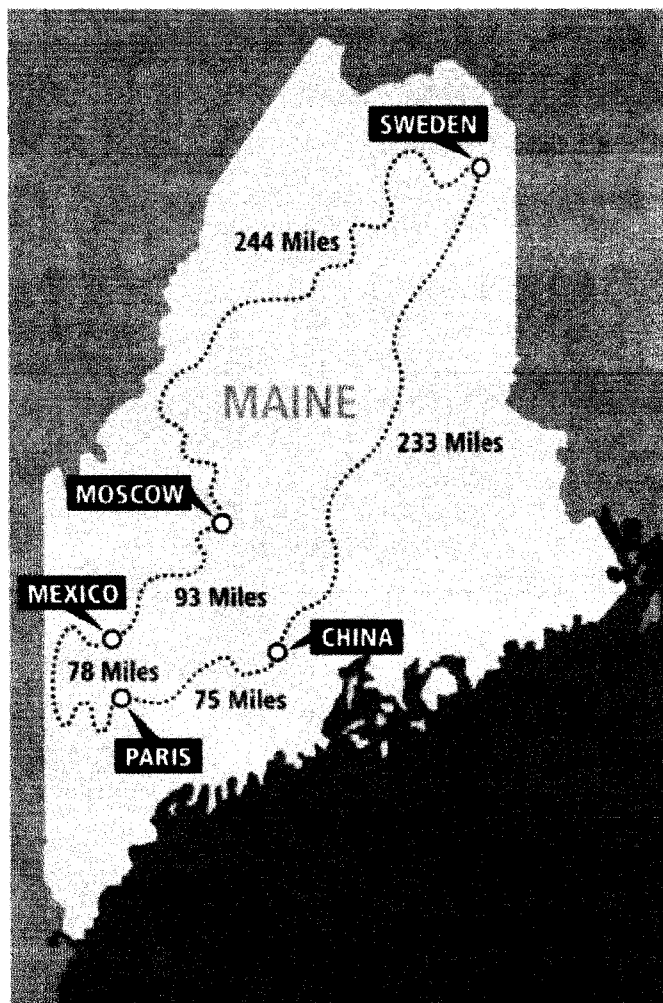 SWEDEN
244 Miles
MAINE
233 Miles
MOSCOW
93 Miles
MEXICO
CHINA
78 Miles
75 Miles
PARIS